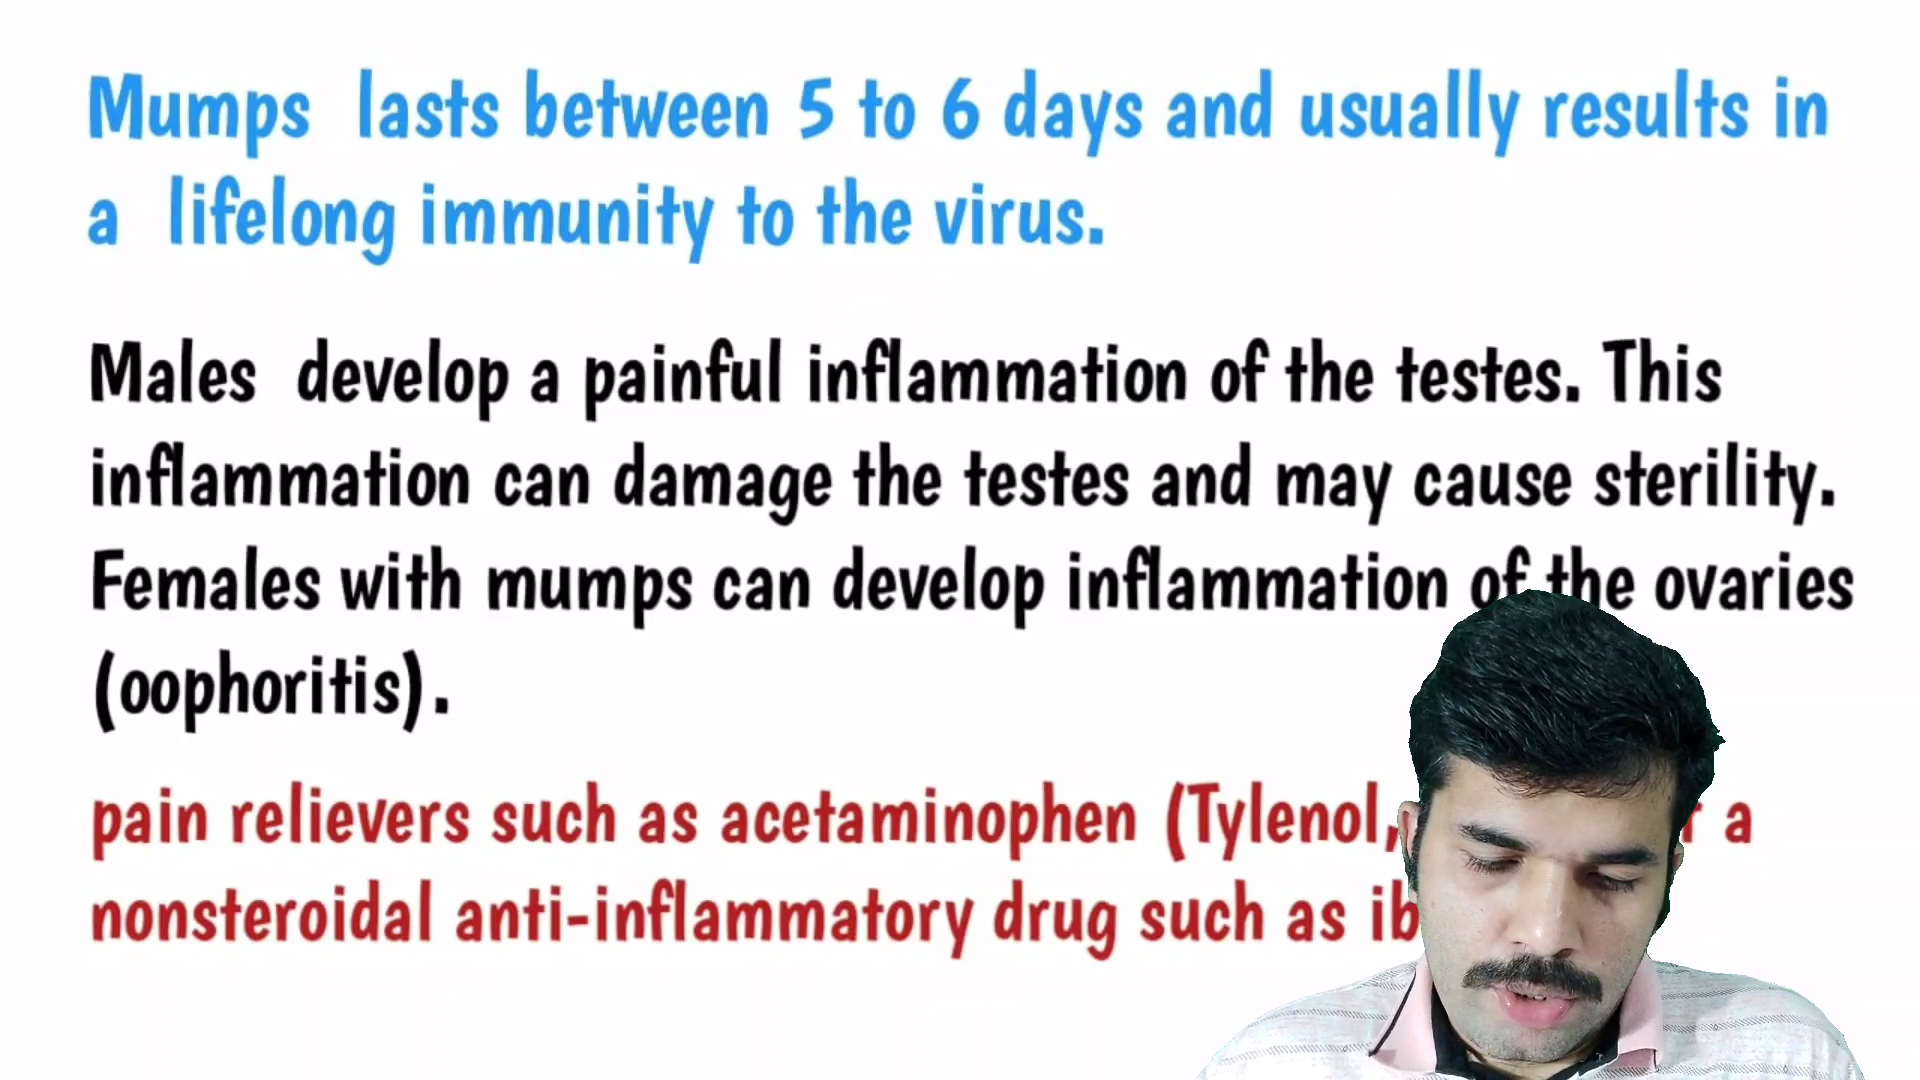 Mumps lasts between 5 to 6 days and usually results in
a lifelong immunity to the virus.
Males develop a painful inflammation of the testes. This
inflammation can damage the testes and may cause sterility.
Females with mumps can develop inflammation of the ovaries
(oophoritis).
pain relievers such as acetaminophen (Tylenol, a
nonsteroidal anti-inflammatory drug such as